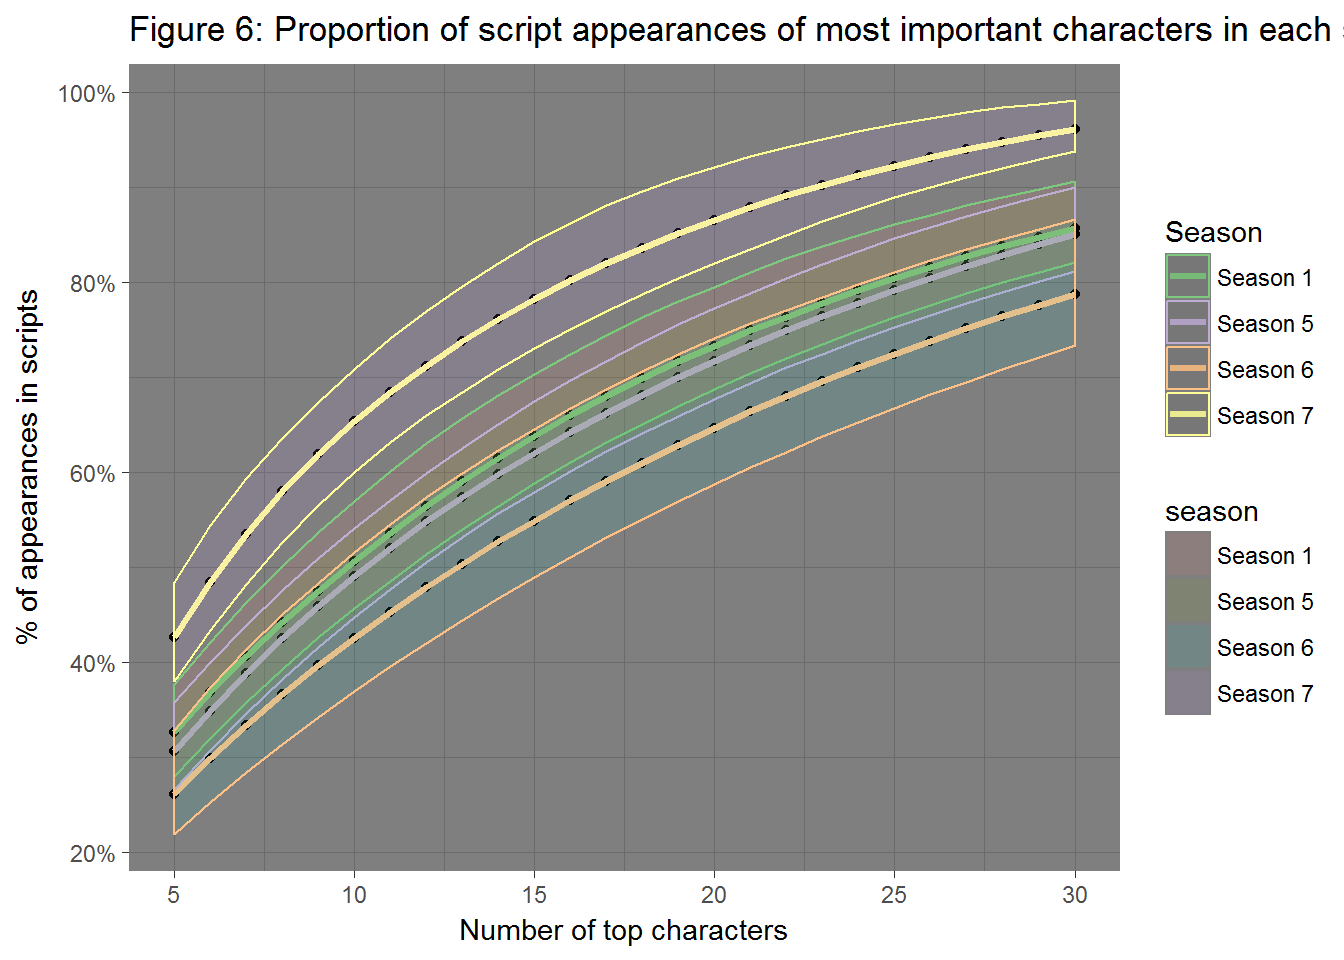 Figure 6: Proportion of script appearances of most important characters in each
100%
80%
60%
40%
20%
% of appearances in scripts
5 10 15 20 25 30
Number of top characters
Season
Season 1
Season 5
Season 6
Season 7
season
Season 1
Season 5
Season 6
Season 7